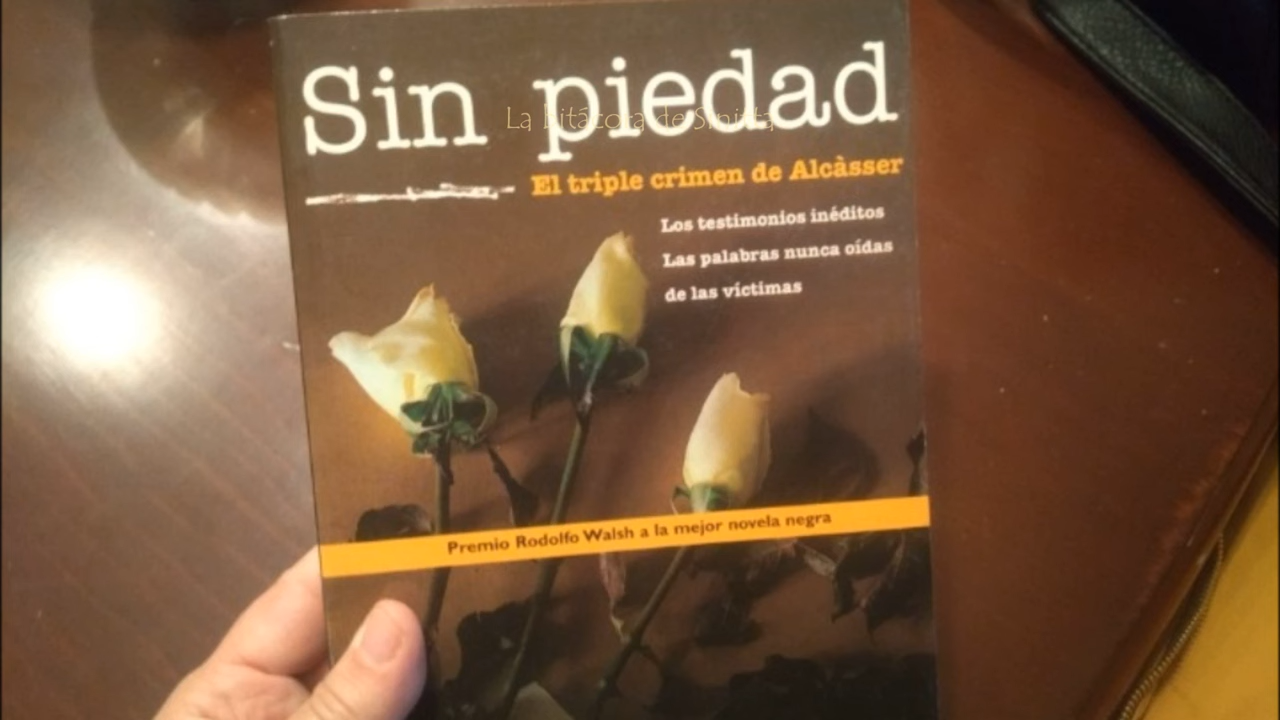 Sin piedad
La bitácora de Sinista
El triple crimen de Alcàsser
Los testimonios inéditos
Las palabras nunca oídas
de las víctimas
Premio Rodolfo Walsh a la mejor novela negra